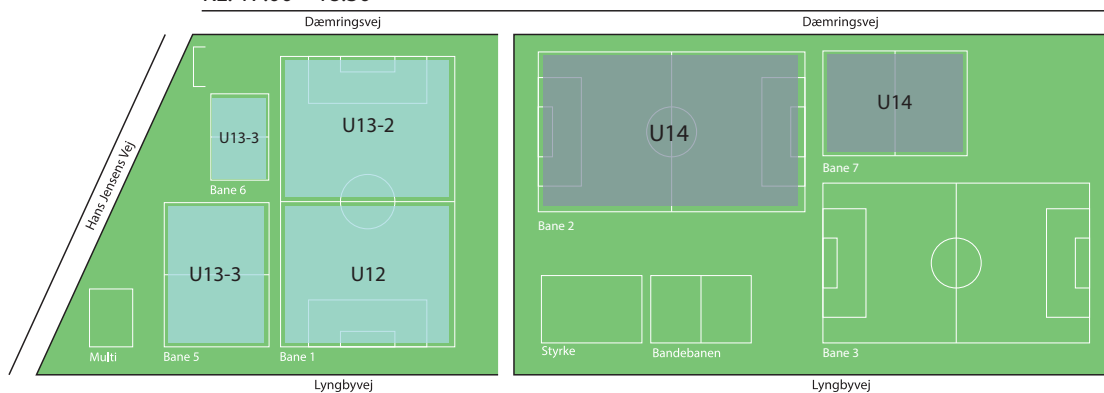 Dæmringsvej
Dæmringsvej
U13-2
U13-3
Bane 6
Hans Jensens Vej
U13-3
U12
Multi
Bane 5
Bane 1
Lyngbyvej
U14
U14
Bane 7
Bane 2
Styrke
Bandebanen
Bane 3
Lyngbyvej